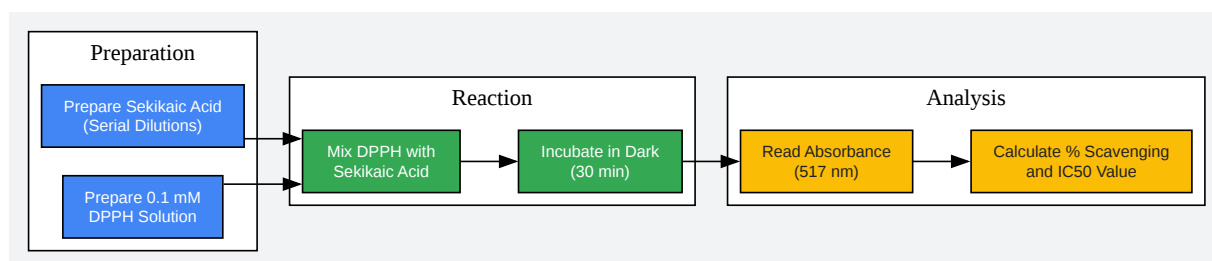 Preparation
Prepare Sekikaic Acid
(Serial Dilutions)
Prepare 0.1 mM
DPPH Solution
Reaction
Mix DPPH with
Sekikaic Acid
Incubate in Dark
(30 min)
Analysis
Read Absorbance
(517 nm)
Calculate % Scavenging
and IC50 Value